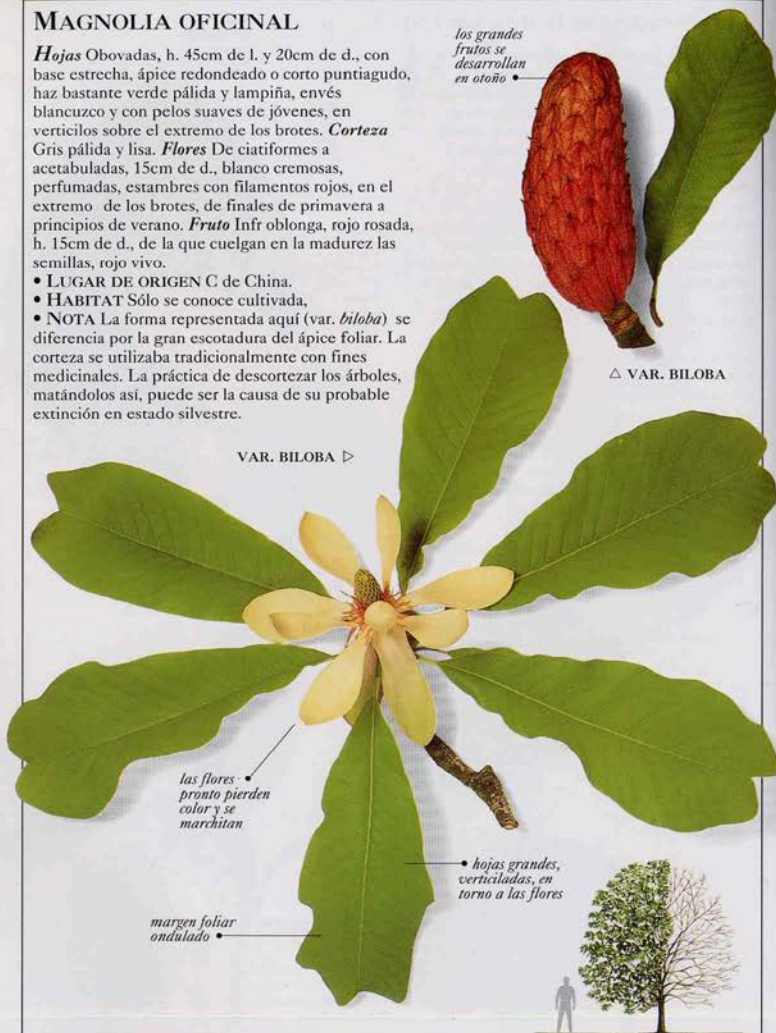 MAGNOLIA OFICINAL
Hojas Obovadas, h. 45cm de l. y 20cm de d., con
base estrecha, ápice redondeado o corto puntiagudo,
haz bastante verde pálida y lampiña, envés
blancuzco y con pelos suaves de jóvenes, en
verticilos sobre el extremo de los brotes. Corteza
Gris pálida y lisa. Flores De ciatiformes a
acetabuladas, 15cm de d., blanco cremosas,
perfumadas, estambres con filamentos rojos, en el
extremo de los brotes, de finales de primavera a
principios de verano. Fruto Infr oblonga, rojo rosada,
h. 15cm de d., de la que cuelgan en la madurez las
semillas, rojo vivo.
• LUGAR DE ORIGEN C de China.
• HABITAT Sólo se conoce cultivada,
• NOTA La forma representada aquí (var. biloba) se
diferencia por la gran escotadura del ápice foliar. La
corteza se utilizaba tradicionalmente con fines
medicinales. La práctica de descortezar los árboles,
matándolos así, puede ser la causa de su probable
extinción en estado silvestre.
los grandes
frutos se
desarrollan
en otoño
△ VAR. BILOBA
VAR. BILOBA ▷
las flores
pronto pierden
color y se
marchitan
hojas grandes,
verticiladas, en
torno a las flores
margen foliar
ondulado